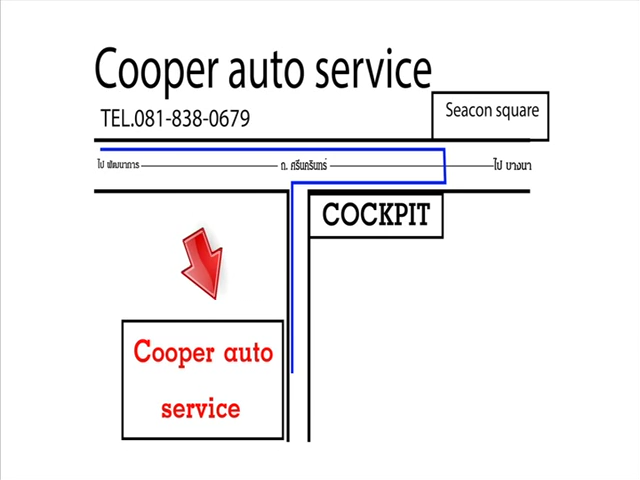 Cooper auto service
TEL.081-838-0679
Seacon square
ไป พัฒนาการ
ถ. ศรีนครินทร์
ไป บางนา
COCKPIT
Cooper auto
service